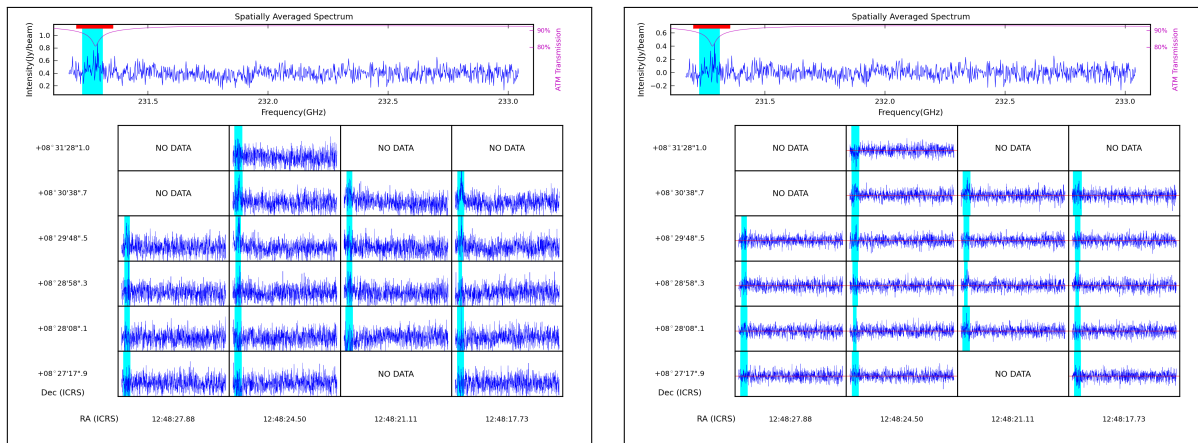 Spatially Averaged Spectrum
Intensity(Jy/beam)
1.0
0.8
0.6
0.4
0.2
90%
80%
ATM Transmission
231.5 232.0 232.5 233.0
Frequency(GHz)
+08°31'28"1.0 NO DATA NO DATA NO DATA
+08°30'38".7 NO DATA
+08°29'48".5
+08°28'58".3
+08°28'08".1
+08°27'17".9 NO DATA
Dec (ICRS)
RA (ICRS) 12:48:27.88 12:48:24.50 12:48:21.11 12:48:17.73
Spatially Averaged Spectrum
Intensity(Jy/beam)
0.6
0.4
0.2
0.0
−0.2
90%
80%
ATM Transmission
231.5 232.0 232.5 233.0
Frequency(GHz)
+08°31'28"1.0 NO DATA NO DATA NO DATA
+08°30'38".7 NO DATA
+08°29'48".5
+08°28'58".3
+08°28'08".1
+08°27'17".9 NO DATA
Dec (ICRS)
RA (ICRS) 12:48:27.88 12:48:24.50 12:48:21.11 12:48:17.73